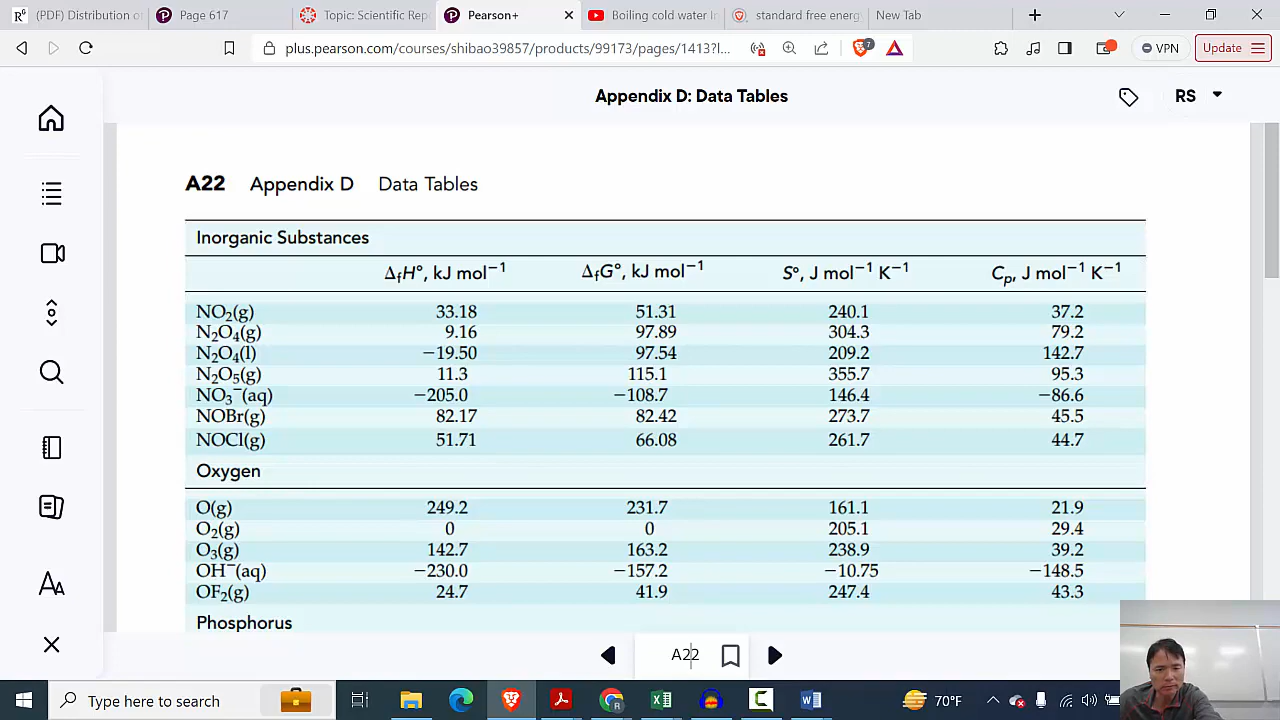 (PDF) Distribution o
Page 617
Topic: Scientific Rep
Pearson+
Boiling cold water i
standard free energ
New Tab
plus.pearson.com/courses/shibao39857/products/99173/pages/1413?l...
7
VPN
Update
Appendix D: Data Tables
RS
A22 Appendix D Data Tables
Inorganic Substances
ΔfH°, kJ mol⁻¹ ΔfG°, kJ mol⁻¹ S°, J mol⁻¹ K⁻¹ Cp, J mol⁻¹ K⁻¹
NO₂(g) 33.18 51.31 240.1 37.2
N₂O₄(g) 9.16 97.89 304.3 79.2
N₂O₄(l) −19.50 97.54 209.2 142.7
N₂O₅(g) 11.3 115.1 355.7 95.3
NO₃⁻(aq) −205.0 −108.7 146.4 −86.6
NOBr(g) 82.17 82.42 273.7 45.5
NOCl(g) 51.71 66.08 261.7 44.7
Oxygen
O(g) 249.2 231.7 161.1 21.9
O₂(g) 0 0 205.1 29.4
O₃(g) 142.7 163.2 238.9 39.2
OH⁻(aq) −230.0 −157.2 −10.75 −148.5
OF₂(g) 24.7 41.9 247.4 43.3
Phosphorus
A22
Type here to search
70°F